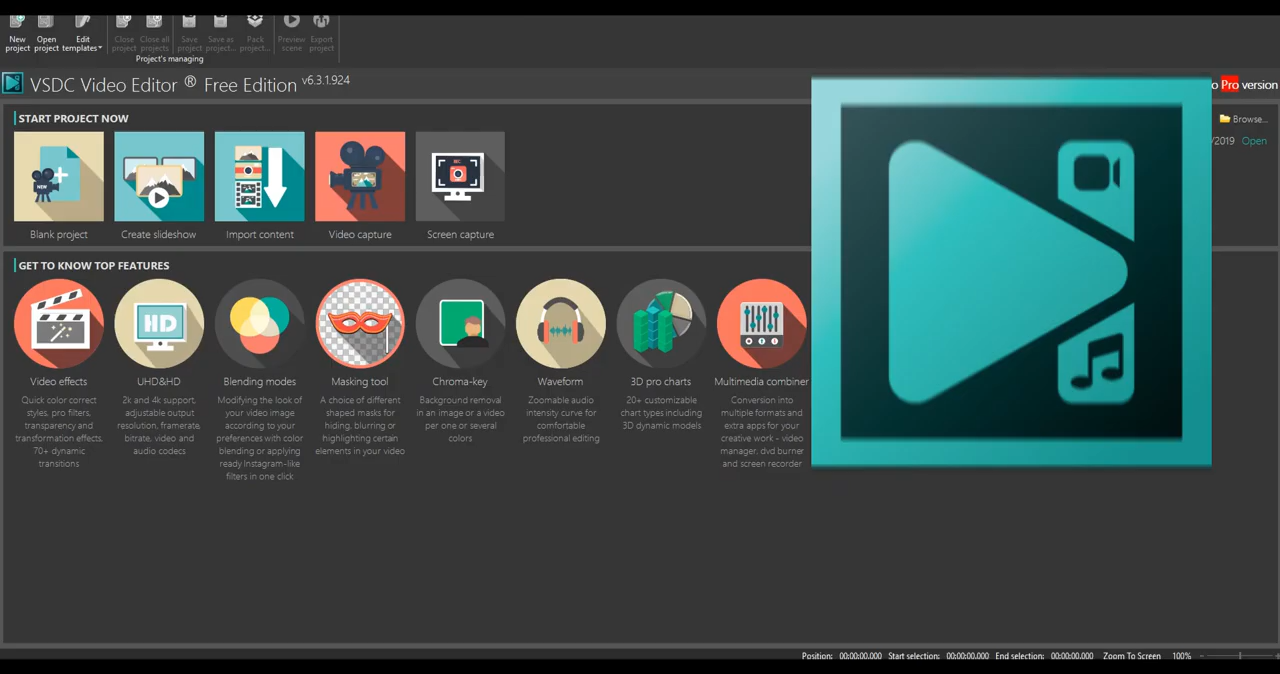 New project
Open project
Edit templates
Close project
Close all projects
Save project
Save as project...
Pack project...
Preview scene
Export project
Project's managing
VSDC Video Editor ® Free Edition v6.3.1.924
o Pro version
START PROJECT NOW
Browse...
/2019 Open
NEW
Blank project
Create slideshow
Import content
Video capture
Screen capture
GET TO KNOW TOP FEATURES
HD
Video effects
Quick color correct
styles, pro filters,
transparency and
transformation effects,
70+ dynamic
transitions
UHD&HD
2k and 4k support,
adjustable output
resolution, framerate,
bitrate, video and
audio codecs
Blending modes
Modifying the look of
your video image
according to your
preferences with color
blending or applying
ready Instagram-like
filters in one click
Masking tool
A choice of different
shaped masks for
hiding, blurring or
highlighting certain
elements in your video
Chroma-key
Background removal
in an image or a video
per one or several
colors
Waveform
Zoomable audio
intensity curve for
comfortable
professional editing
3D pro charts
20+ customizable
chart types including
3D dynamic models
Multimedia combiner
Conversion into
multiple formats and
extra apps for your
creative work - video
manager, dvd burner
and screen recorder
Position: 00:00:00.000 Start selection: 00:00:00.000 End selection: 00:00:00.000 Zoom To Screen 100%